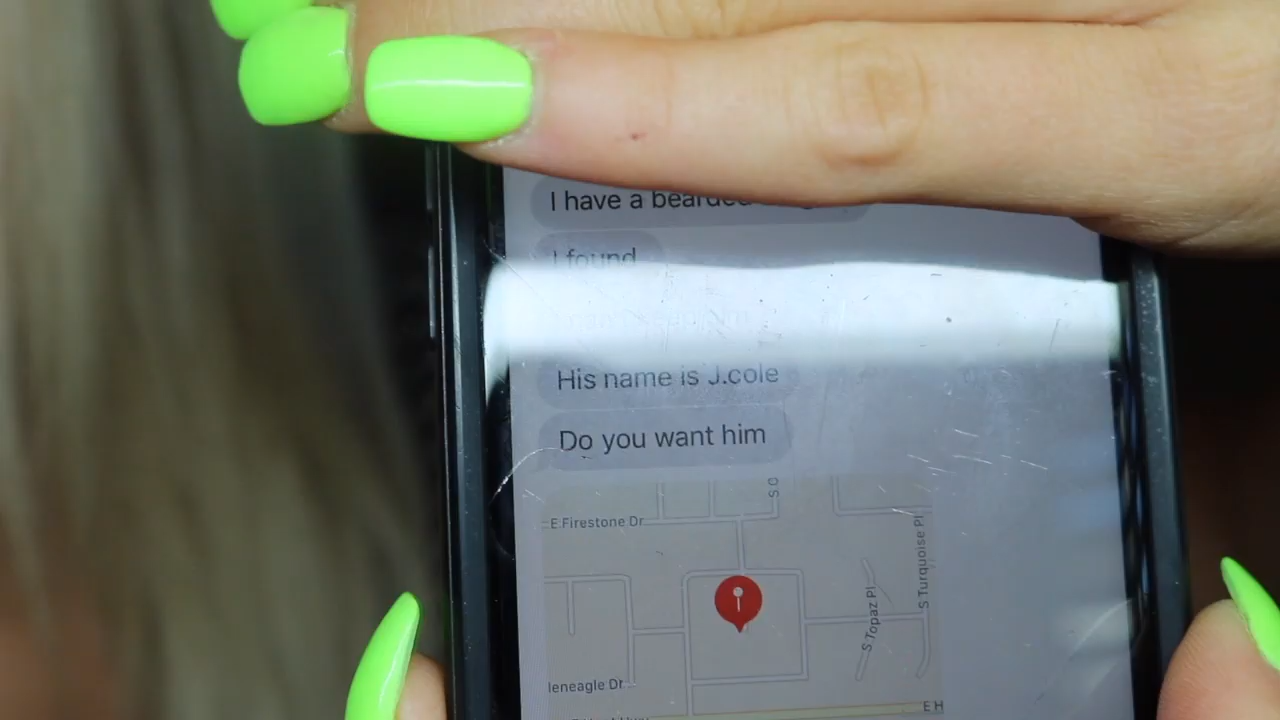 I have a bearded
I found
His name is J.cole
Do you want him
S.
E Firestone Dr
S Turquoise Pl
S Topaz Pl
leneagle Dr
E H